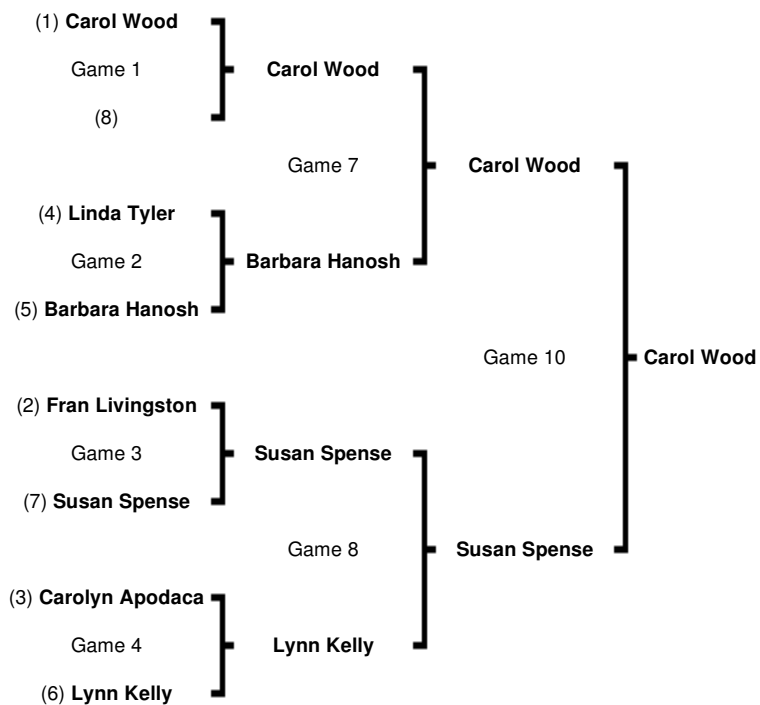 (1) Carol Wood
Game 1
Carol Wood
(8)
Game 7
Carol Wood
(4) Linda Tyler
Game 2
Barbara Hanosh
(5) Barbara Hanosh
Game 10
Carol Wood
(2) Fran Livingston
Game 3
Susan Spense
(7) Susan Spense
Game 8
Susan Spense
(3) Carolyn Apodaca
Game 4
Lynn Kelly
(6) Lynn Kelly